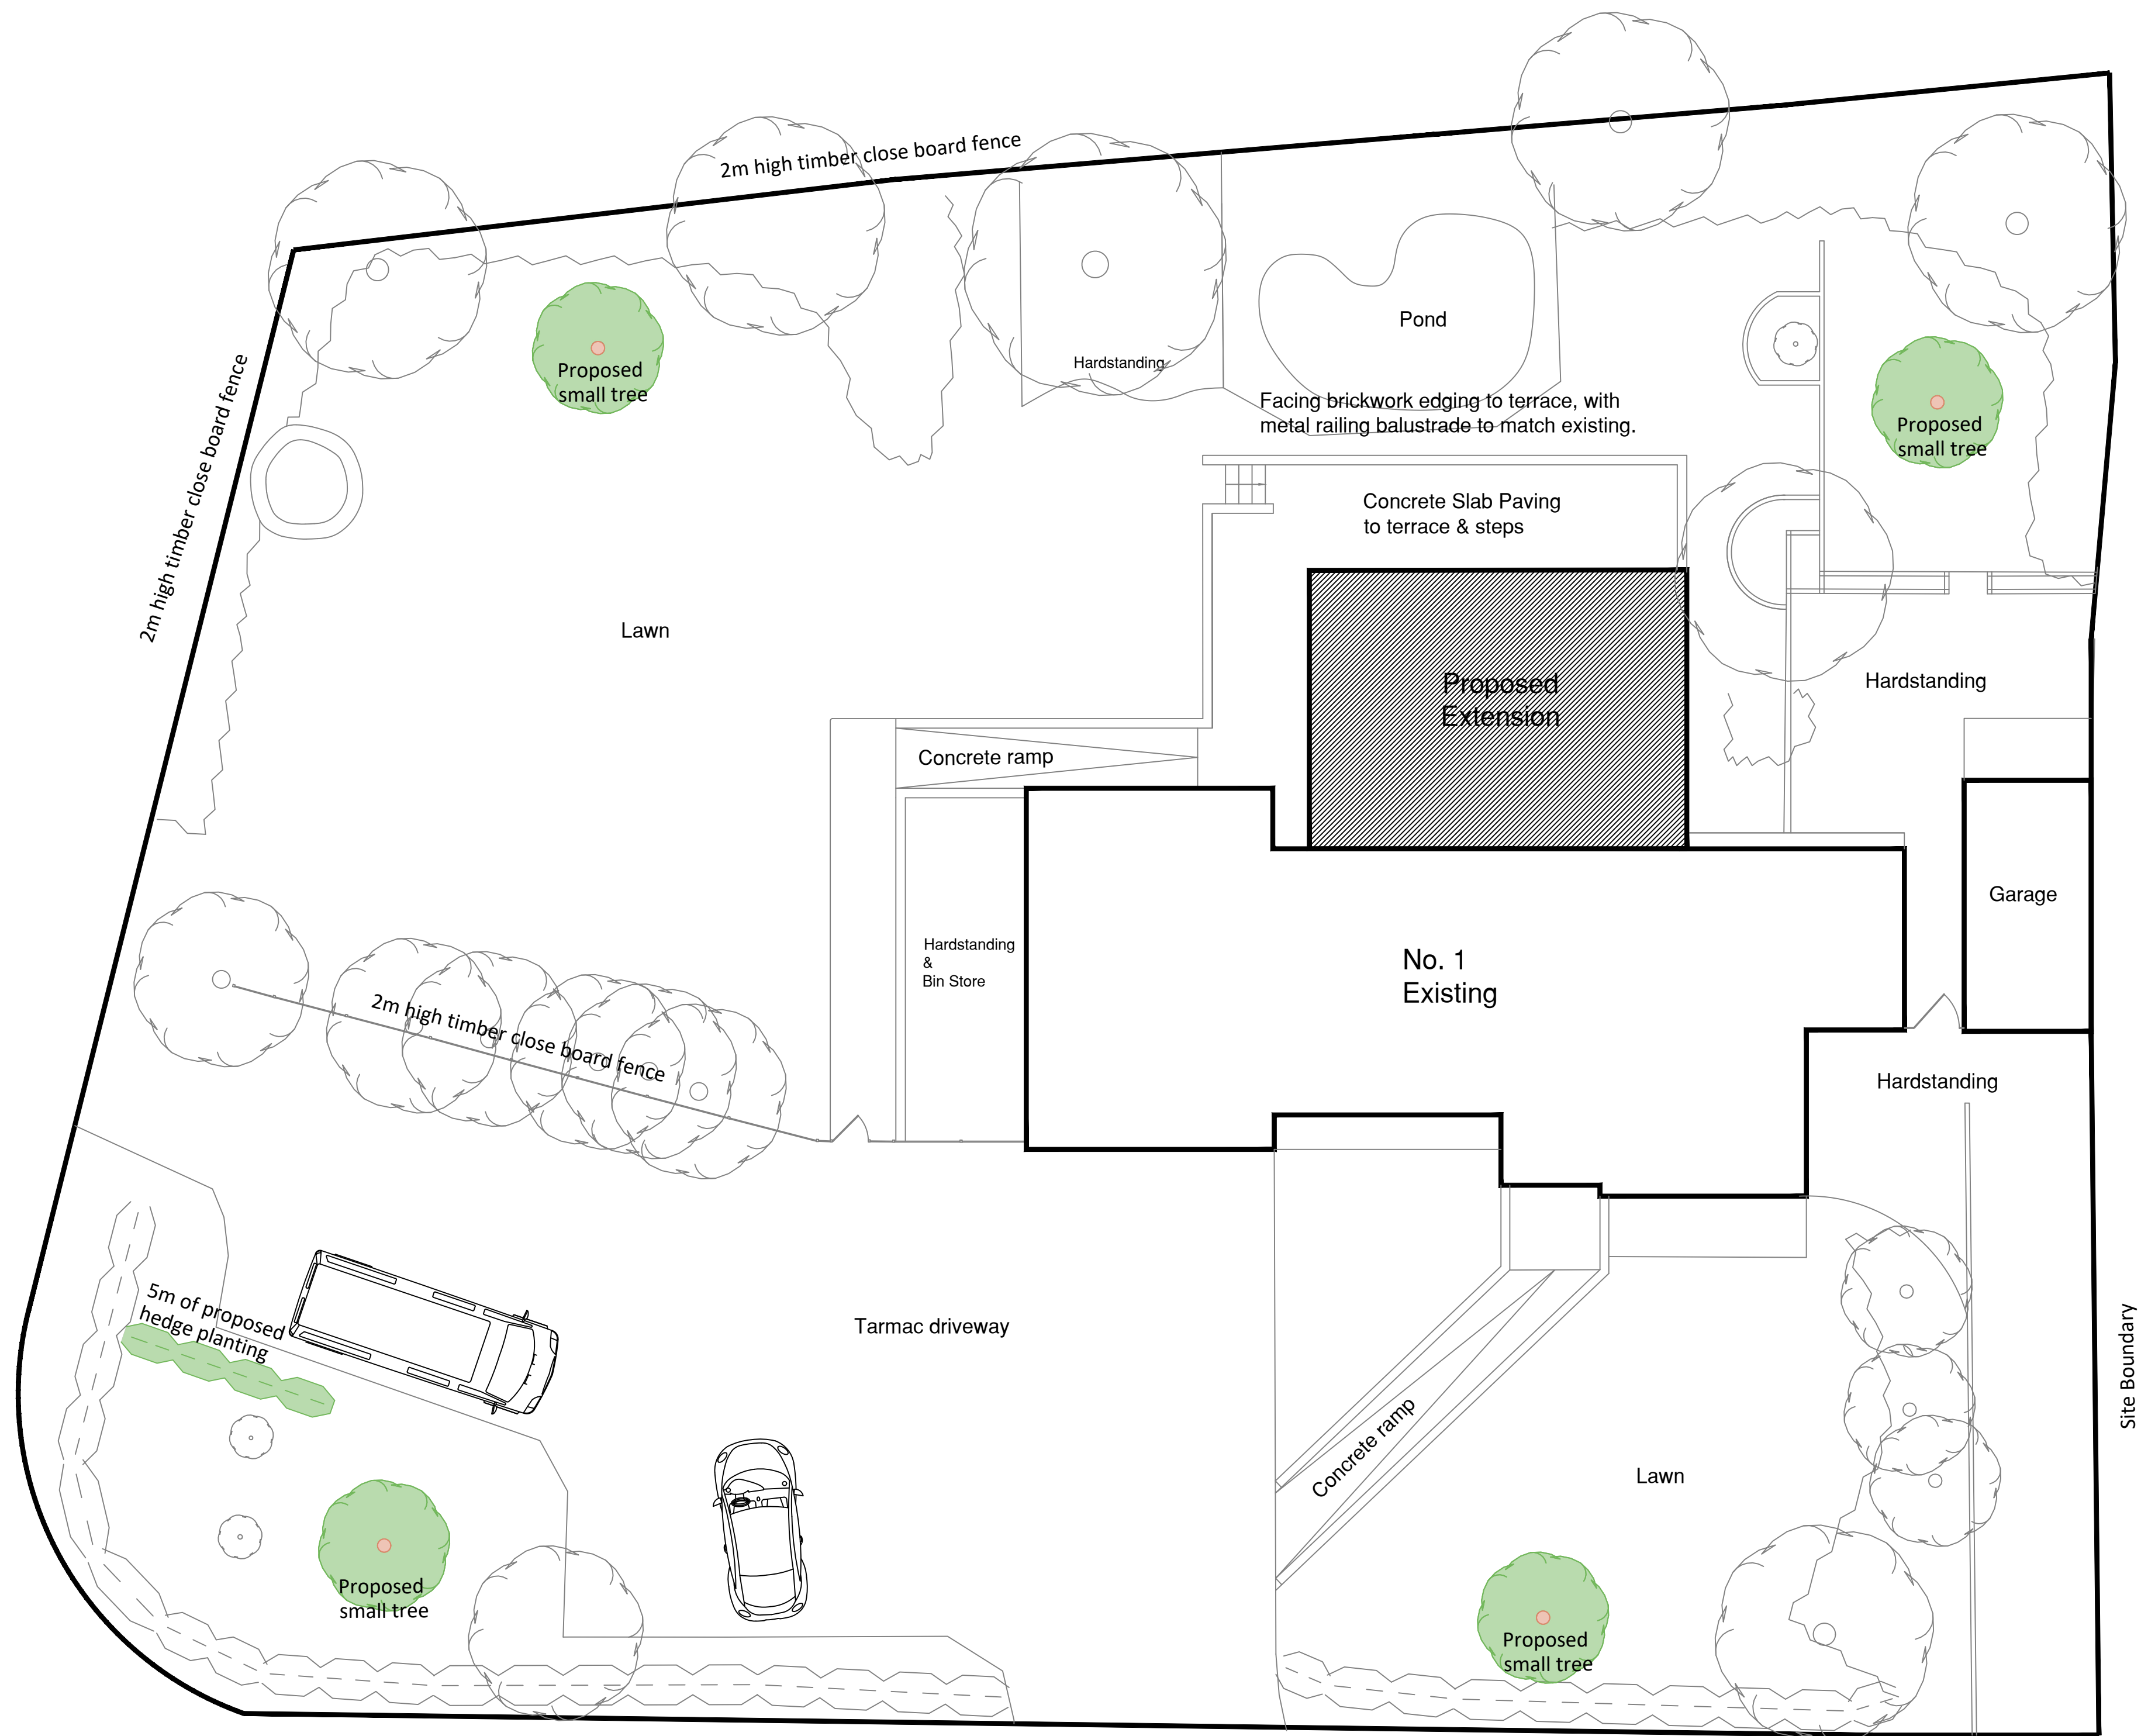 2m high timber close board fence
2m high timber close board fence
Proposed
small tree
Hardstanding
Pond
Facing brickwork edging to terrace, with
metal railing balustrade to match existing.
Proposed
small tree
Concrete Slab Paving
to terrace & steps
Lawn
Proposed
Extension
Hardstanding
Concrete ramp
Garage
Hardstanding
&
Bin Store
No. 1
Existing
2m high timber close board fence
Hardstanding
5m of proposed
hedge planting
Tarmac driveway
Site Boundary
Concrete ramp
Lawn
Proposed
small tree
Proposed
small tree